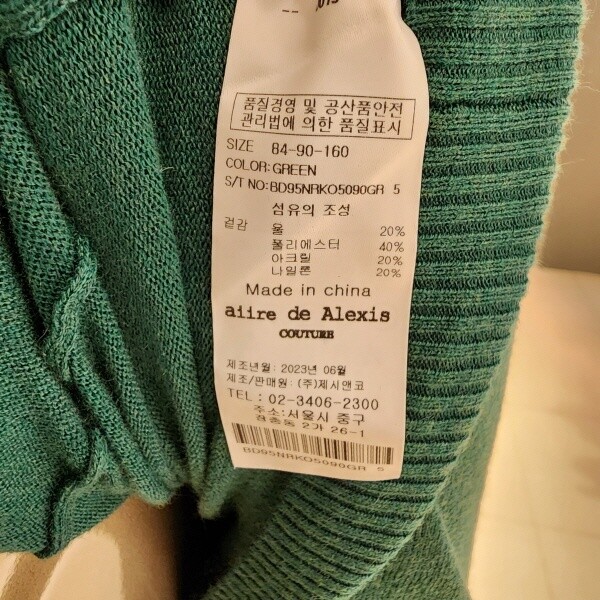 품질경영 및 공산품안전
관리법에 의한 품질표시
SIZE 84-90-160
COLOR:GREEN
S/T NO:BD95NRKO5090GR 5
섬유의 조성
겉감 울 20%
폴리에스터 40%
아크릴 20%
나일론 20%
Made in china
aiire de Alexis
COUTURE
제조년월: 2023년 06월
제조/판매원: (주)제시앤코
TEL: 02-3406-2300
주소:서울시 중구
2가 26-1
BD95NRKO5090GR 5